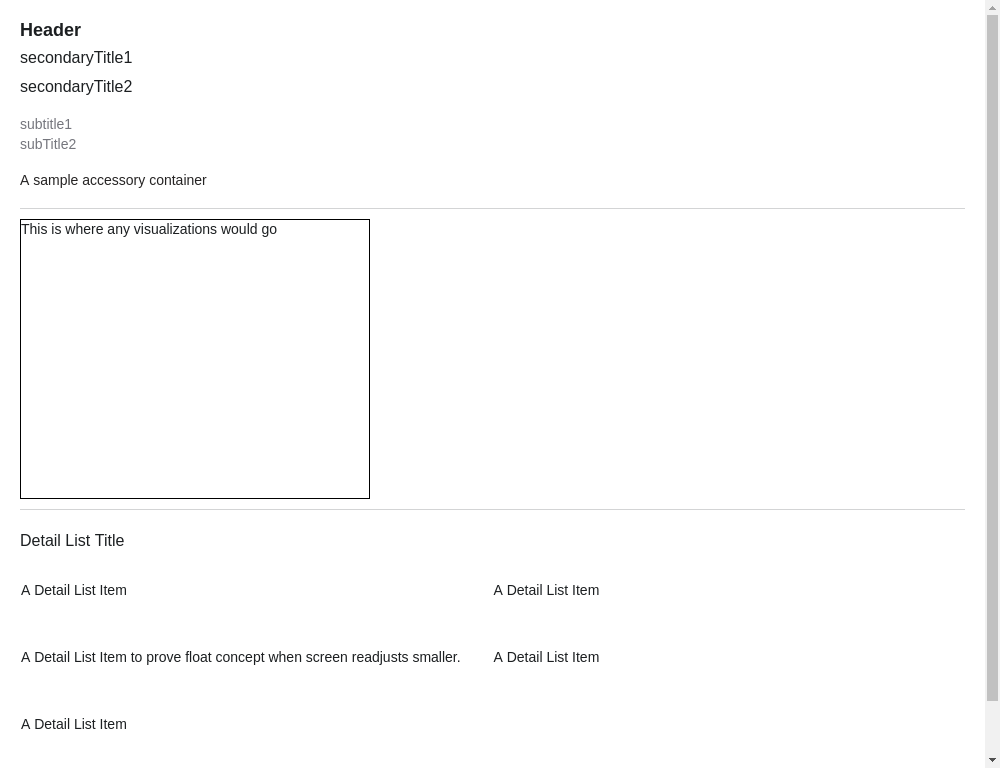 Header
secondaryTitle1
secondaryTitle2
subtitle1
subTitle2
A sample accessory container
This is where any visualizations would go
Detail List Title
A Detail List Item
A Detail List Item
A Detail List Item to prove float concept when screen readjusts smaller.
A Detail List Item
A Detail List Item